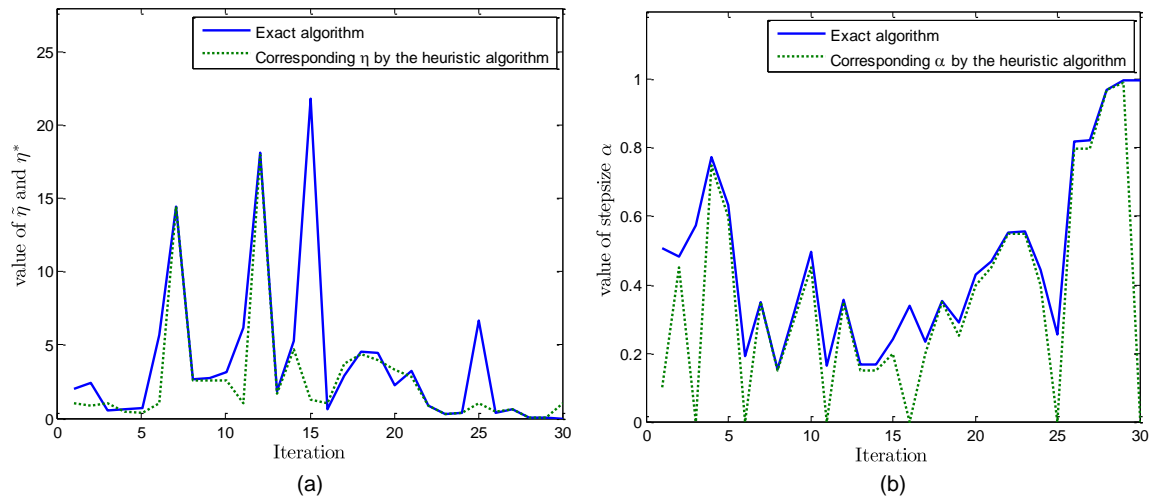 25
20
15
10
5
0
0
5
10
15
20
25
30
value of η̃ and η*
Iteration
Exact algorithm
Corresponding η by the heuristic algorithm
(a)
1
0.8
0.6
0.4
0.2
0
0
5
10
15
20
25
30
value of stepsize α
Iteration
Exact algorithm
Corresponding α by the heuristic algorithm
(b)